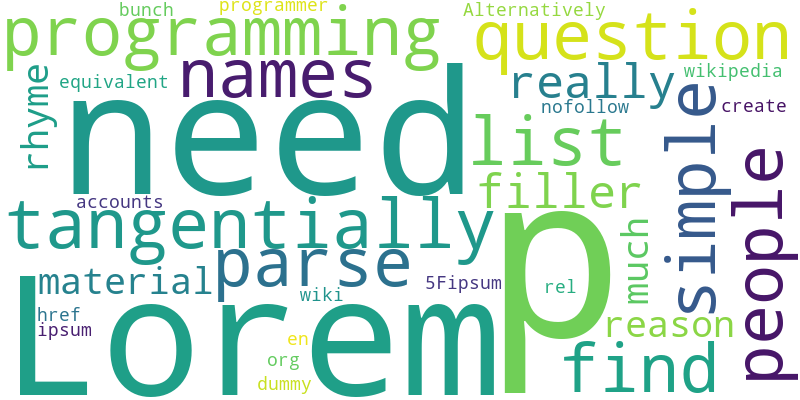 bunch
programmer
Alternatively
programming
question
names
really
wikipedia
rhyme
equivalent
need
nofollow
create
list
simple
people
filler
accounts
tangentially
p
parse
material
much
5Fipsum
rel
wiki
href
ipsum
Lorem
reason
en
org
find
dummy